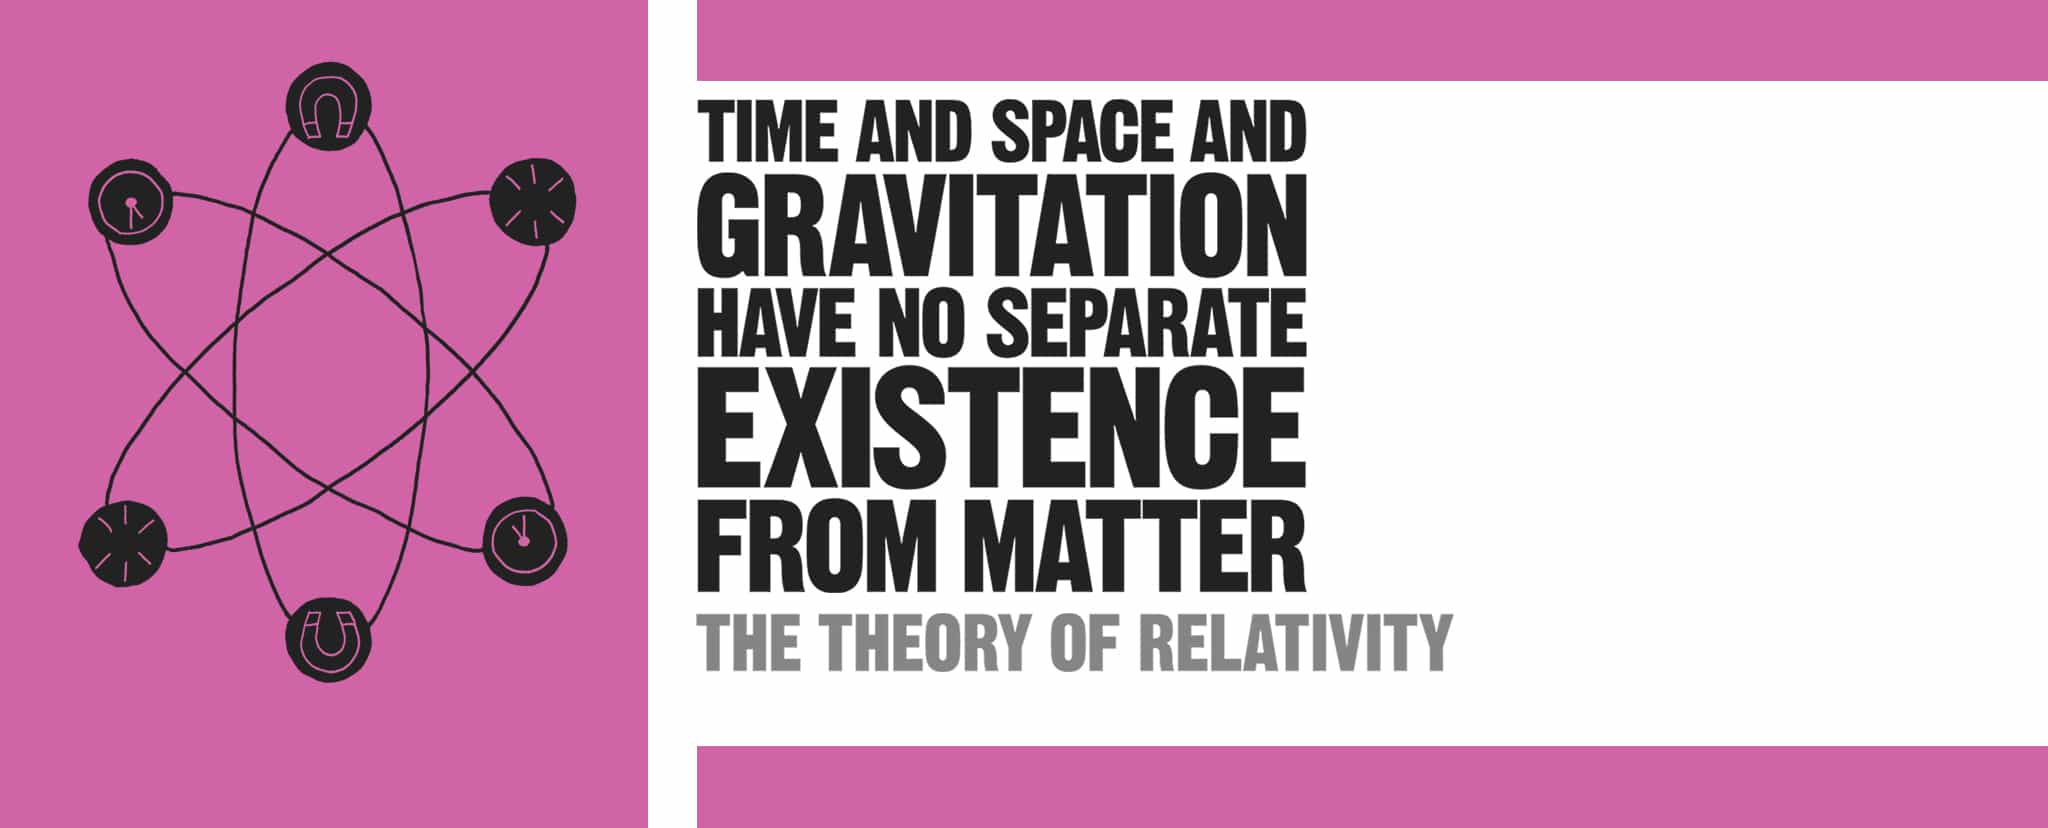 TIME AND SPACE AND
GRAVITATION
HAVE NO SEPARATE
EXISTENCE
FROM MATTER
THE THEORY OF RELATIVITY